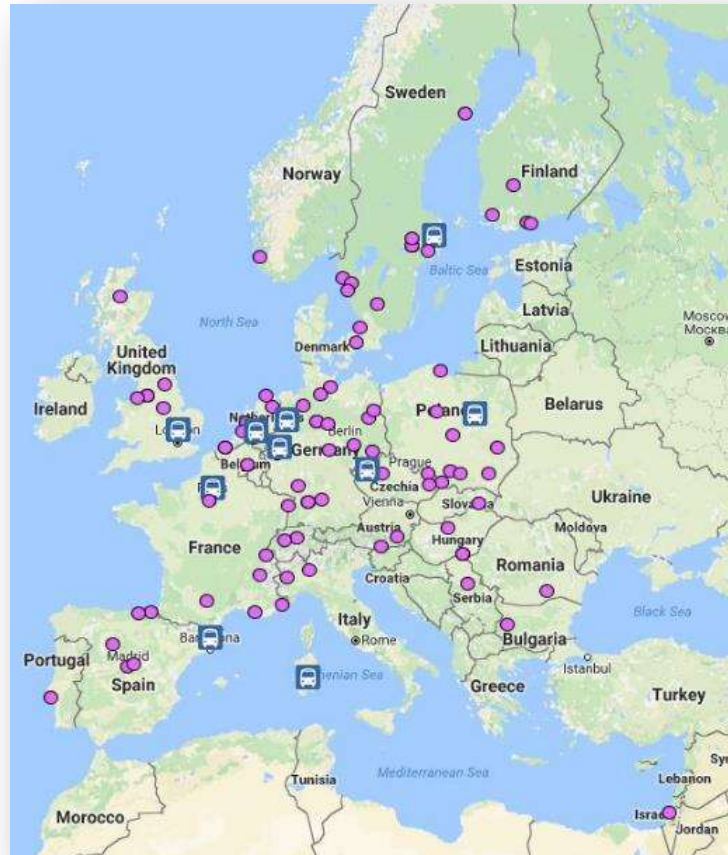 Sweden
Norway
Finland
Baltic Sea
Estonia
Latvia
Lithuania
Moscow
Москва
North Sea
Denmark
United
Kingdom
Ireland
Belarus
Berlin
Germany
Belgium
Prague
Czechia
Vienna
Ukraine
Austria
Hungary
Moldova
France
Romania
Croatia
Serbia
Italy
Rome
Bulgaria
Black Sea
Istanbul
Portugal
Madrid
Spain
Greece
Turkey
Tunisia
Mediterranean Sea
Lebanon
Morocco
Jordan